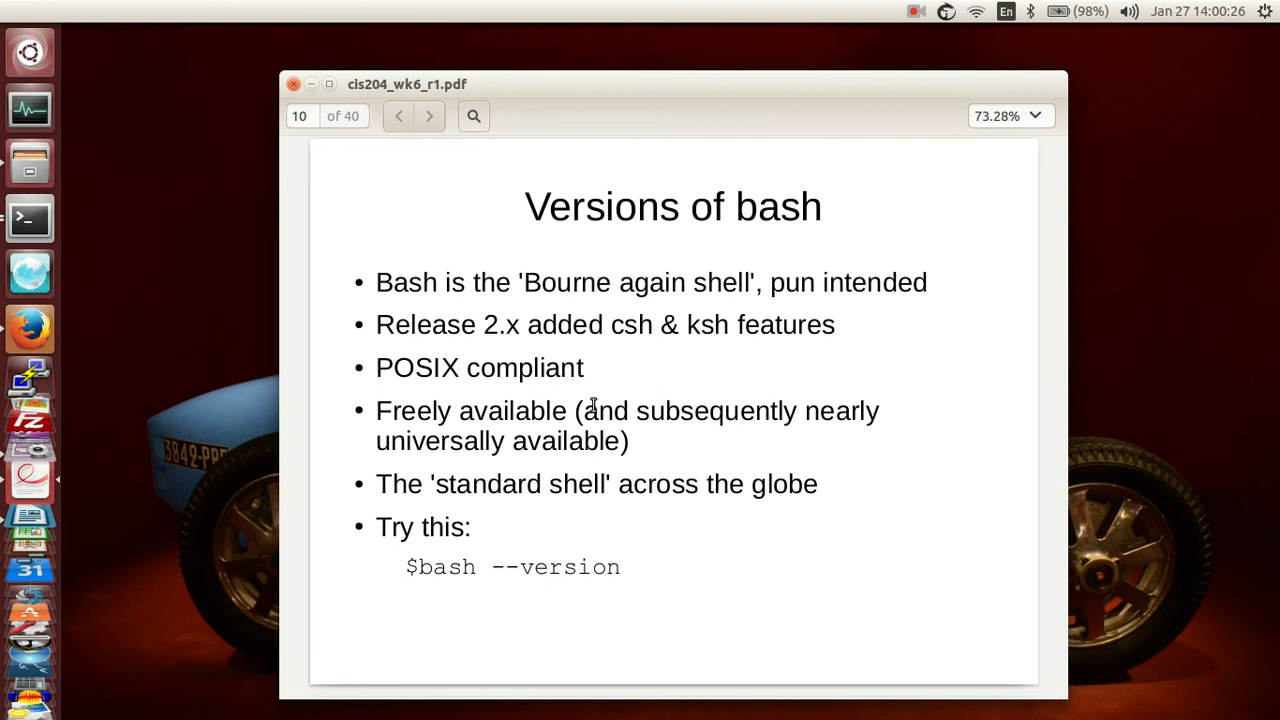 En (98%) Jan 27 14:00:26
cis204_wk6_r1.pdf
10 of 40 73.28%
Versions of bash
• Bash is the 'Bourne again shell', pun intended
• Release 2.x added csh & ksh features
• POSIX compliant
• Freely available (and subsequently nearly
universally available)
• The 'standard shell' across the globe
• Try this:
$bash --version
3842-
31